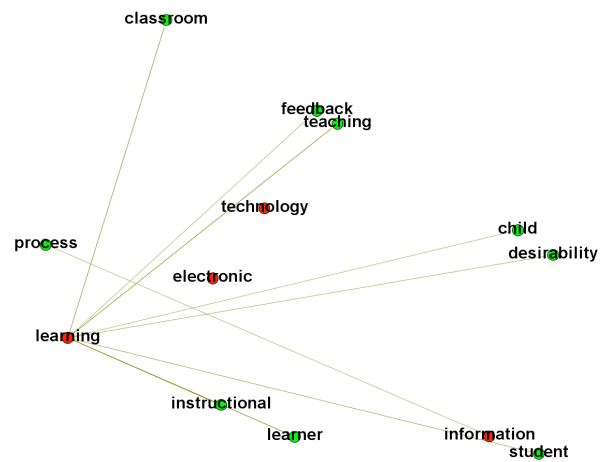 classroom
feedback
teaching
technology
child
process
desirability
electronic
learning
instructional
learner
information
student